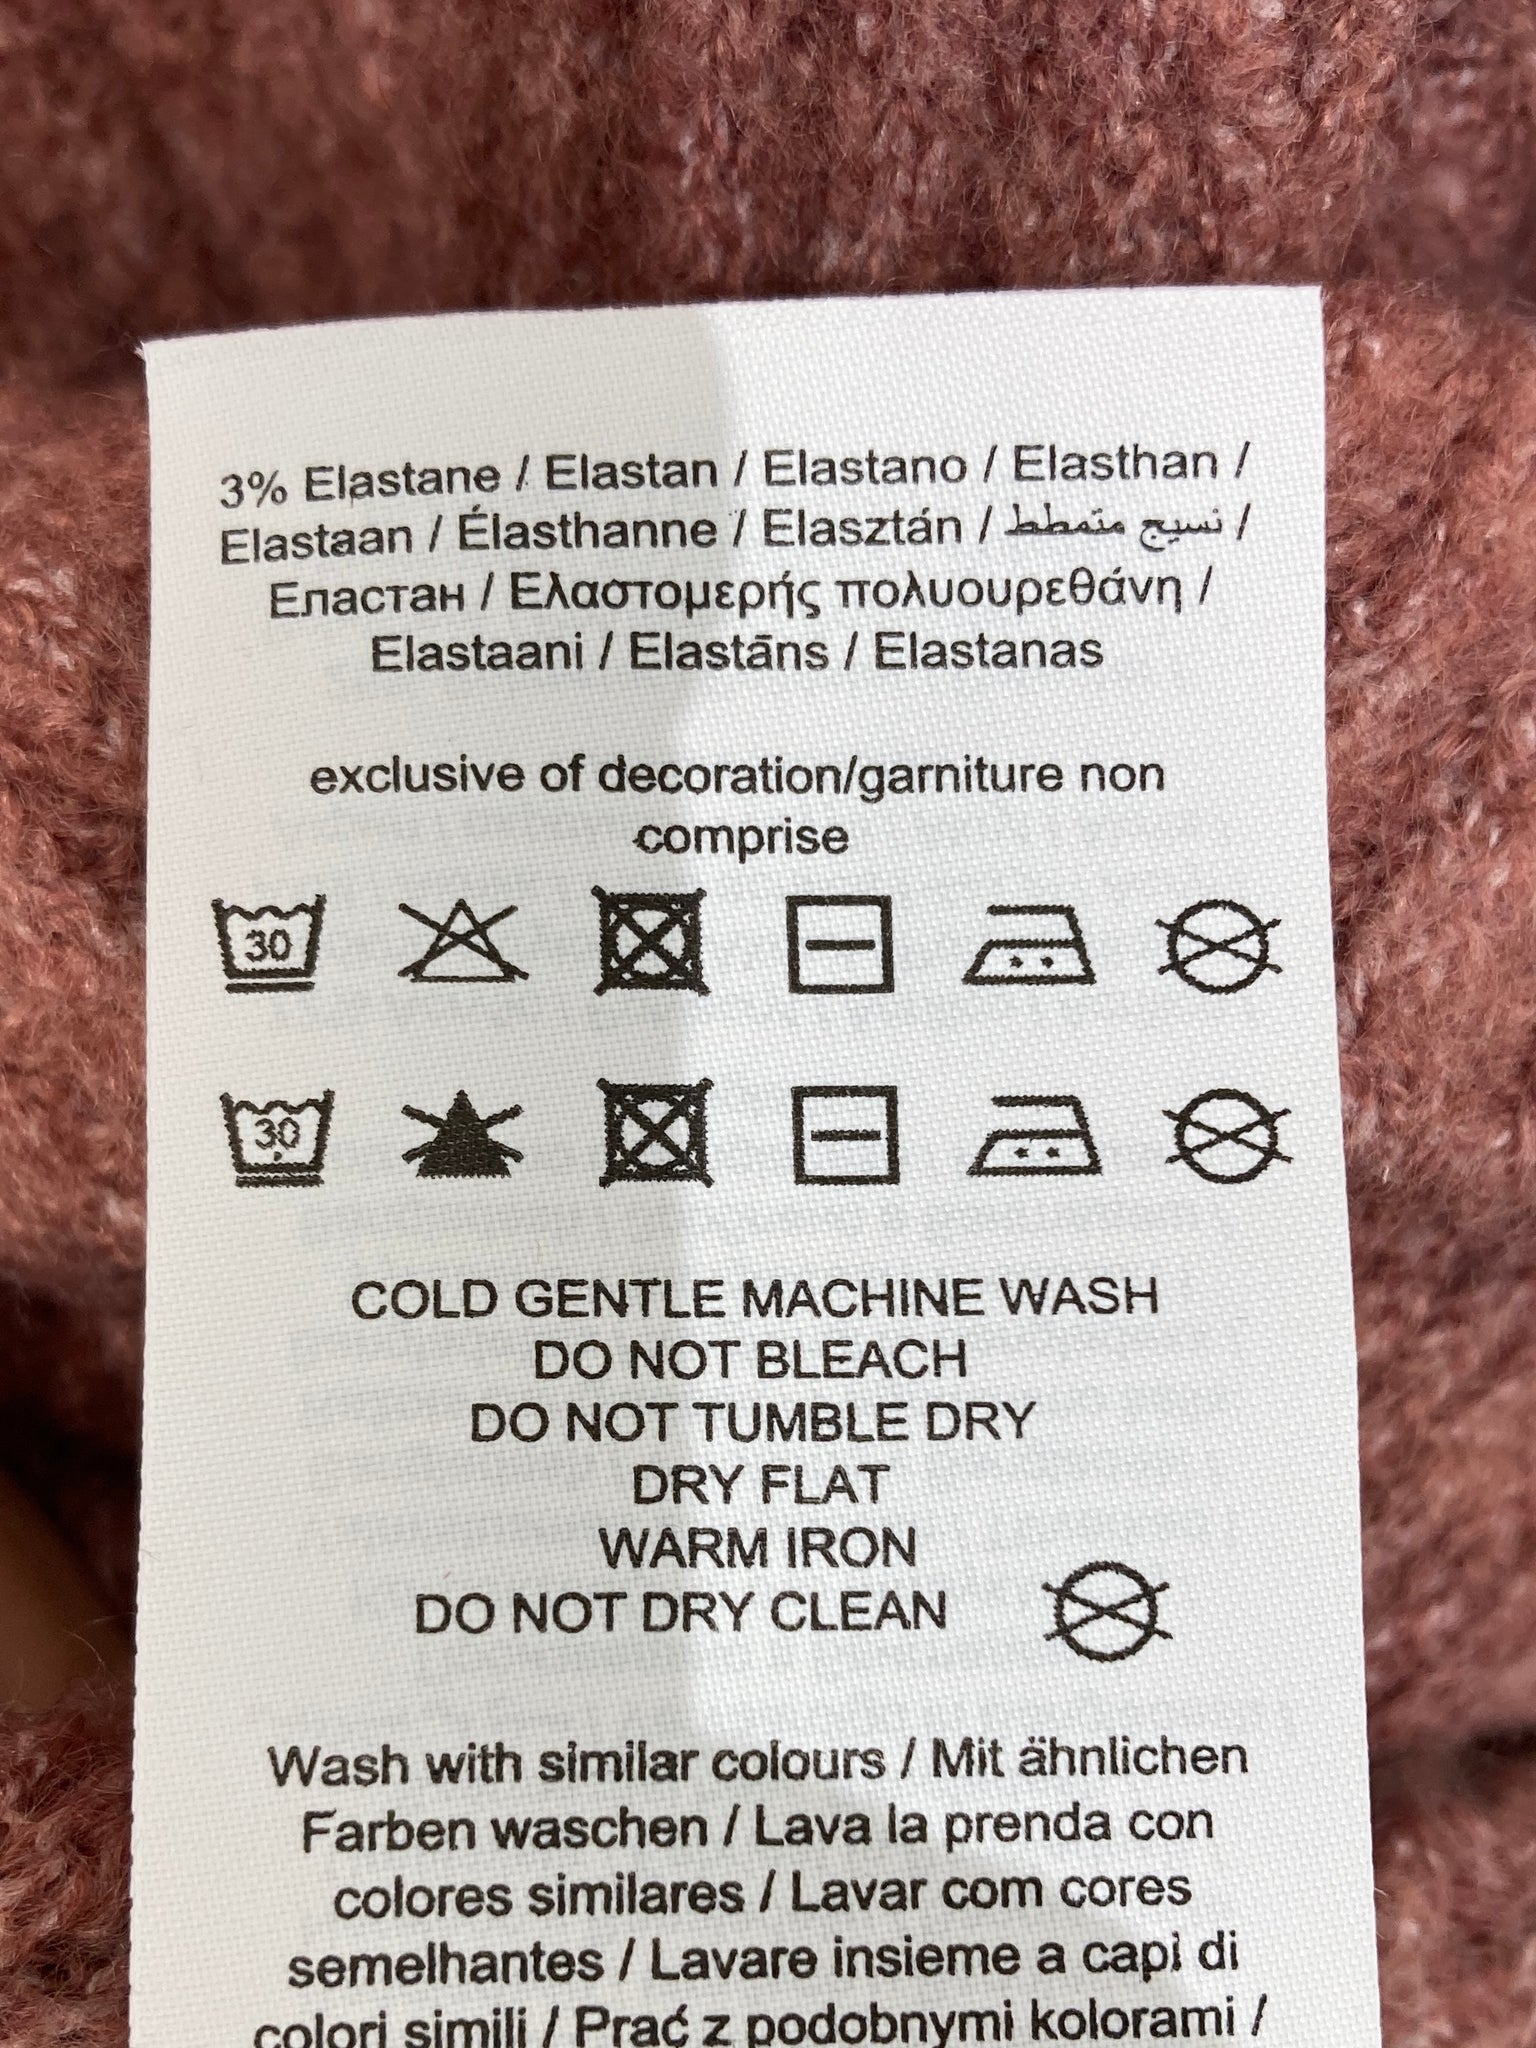 3% Elastane / Elastan / Elastano / Elasthan /
Elastaan / Élasthanne / Elasztán / نسيج متمطط /
Еластан / Ελαστομερής πολυουρεθάνη /
Elastaani / Elastāns / Elastanas
exclusive of decoration/garniture non
comprise
30
30
COLD GENTLE MACHINE WASH
DO NOT BLEACH
DO NOT TUMBLE DRY
DRY FLAT
WARM IRON
DO NOT DRY CLEAN
Wash with similar colours / Mit ähnlichen
Farben waschen / Lava la prenda con
colores similares / Lavar com cores
semelhantes / Lavare insieme a capi di
colori simili / Prać z podobnymi kolorami /